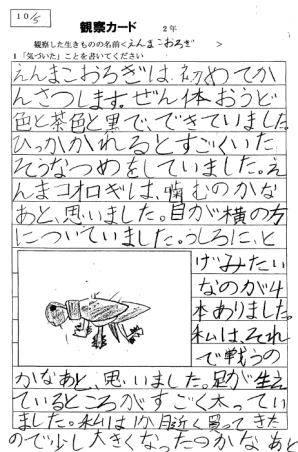 10/5
観察カード
2年
観察した生きものの名前<えんまこおろぎ>
1「気づいた」ことを書いてください
えんまこおろぎは、初めてか
んさつします。ぜん体おうど
色と茶色と黒で、できていました。
ひっかかれるとすごくいた
そうなつめをしていました。え
んまコオロギは、噛むのかな
あと、思いました。目が横の方
についていました。うしろに、と
げみたい
なのが4
本ありました。
私は、それ
で戦うの
かなあと、思いました。足が生え
ているところがすごく太ってい
ました。私は1か月近く買ってきた
ので少し大きくなったのかなあと